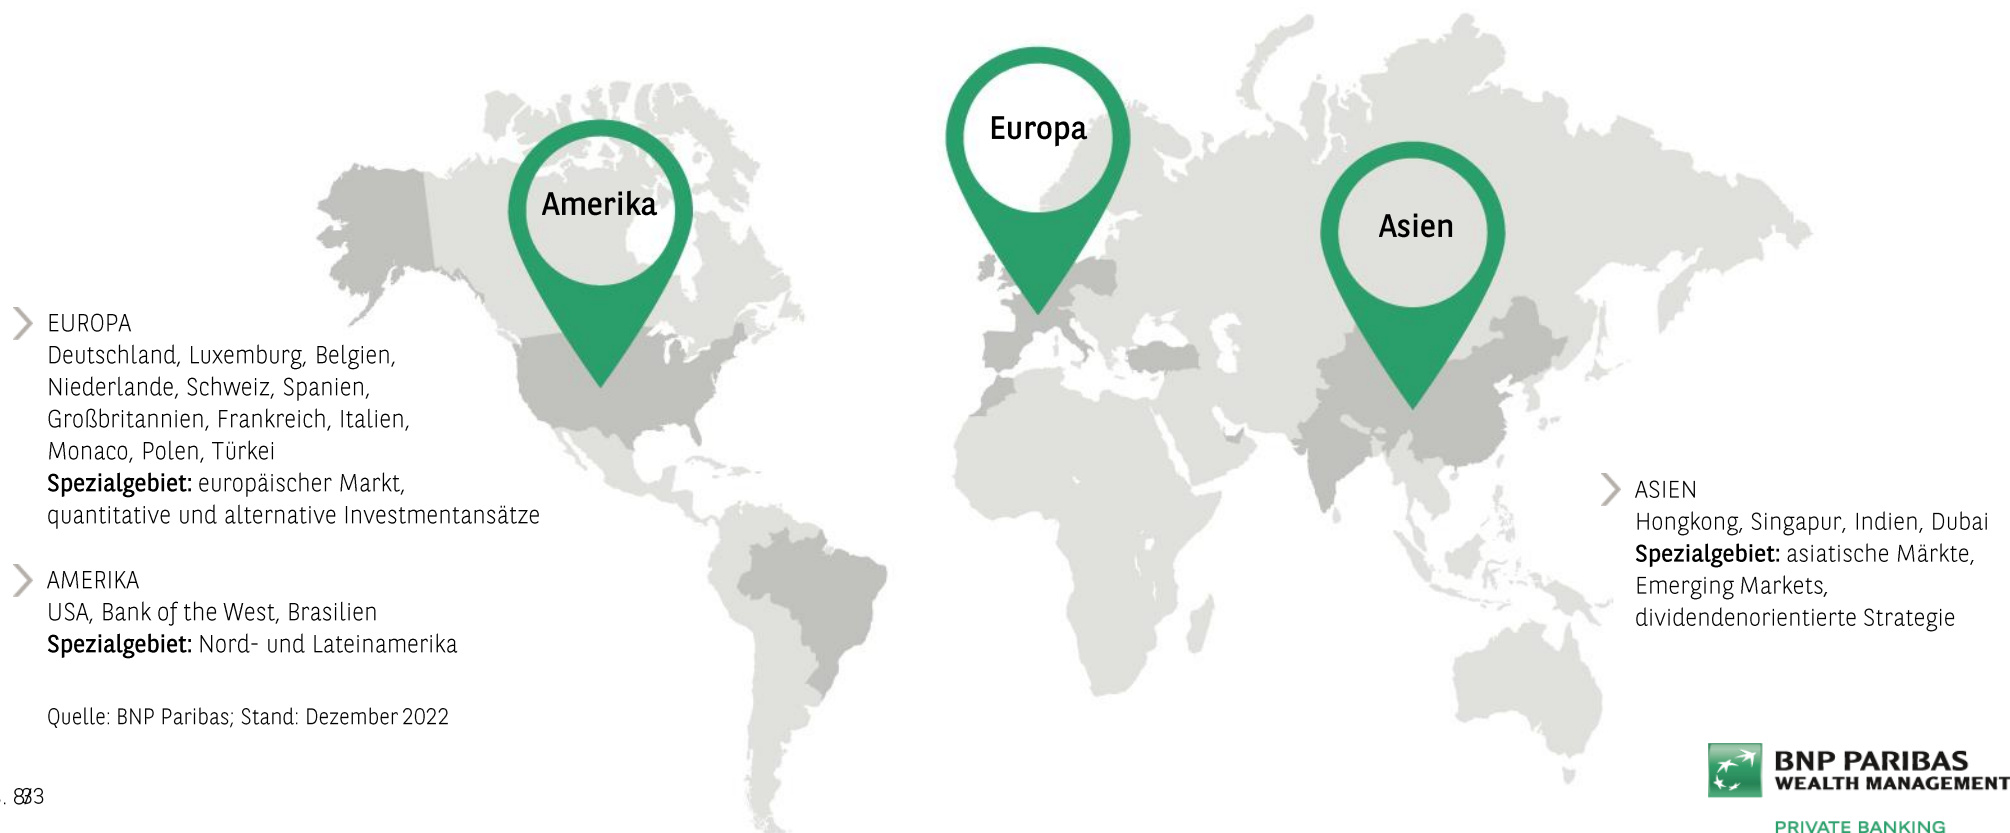 Europa
Amerika
Asien
EUROPA
Deutschland, Luxemburg, Belgien,
Niederlande, Schweiz, Spanien,
Großbritannien, Frankreich, Italien,
Monaco, Polen, Türkei
Spezialgebiet: europäischer Markt,
quantitative und alternative Investmentansätze
AMERIKA
USA, Bank of the West, Brasilien
Spezialgebiet: Nord- und Lateinamerika
Quelle: BNP Paribas; Stand: Dezember 2022
ASIEN
Hongkong, Singapur, Indien, Dubai
Spezialgebiet: asiatische Märkte,
Emerging Markets,
dividendenorientierte Strategie
BNP PARIBAS
WEALTH MANAGEMENT
PRIVATE BANKING